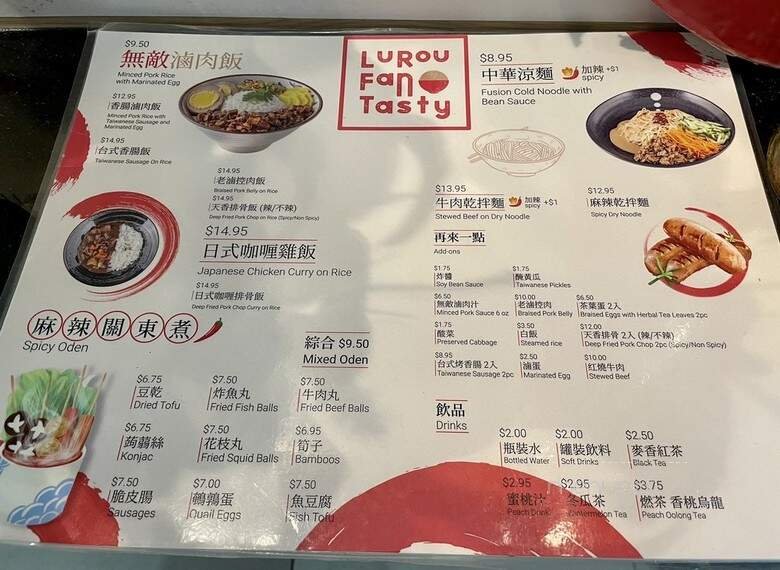 $9.50
無敵滷肉飯
Minced Pork Rice
with Marinated Egg
$12.95
香腸滷肉飯
Minced Pork Rice with
Taiwanese Sausage and
Marinated Egg
$14.95
台式香腸飯
Taiwanese Sausage On Rice
LUROU
FAN
Tasty
$8.95
中華涼麵 加辣 +$1
spicy
Fusion Cold Noodle with
Bean Sauce
$14.95
老滷控肉飯
Braised Pork Belly on Rice
$14.95
天香排骨飯 (辣/不辣)
Deep Fried Pork Chop on Rice (Spicy/Non Spicy)
$14.95
日式咖喱雞飯
Japanese Chicken Curry on Rice
$14.95
日式咖喱排骨飯
Deep Fried Pork Chop Curry on Rice
$13.95
牛肉乾拌麵 加辣 +$1
spicy
Stewed Beef on Dry Noodle
$12.95
麻辣乾拌麵
Spicy Dry Noodle
再來一點
Add-ons
$1.75
炸醬
Soy Bean Sauce
$1.75
醃黃瓜
Taiwanese Pickles
$6.50
無敵滷肉汁
Minced Pork Sauce 6 oz
$10.00
老滷控肉
Braised Pork Belly
$6.50
茶葉蛋 2入
Braised Eggs with Herbal Tea Leaves 2pc
$1.75
酸菜
Preserved Cabbage
$3.50
白飯
Steamed rice
$12.00
天香排骨 2入 (辣/不辣)
Deep Fried Pork Chop 2pc (Spicy/Non Spicy)
$8.95
台式烤香腸 2入
Taiwanese Sausage 2pc
$2.50
滷蛋
Marinated Egg
$10.00
紅燒牛肉
Stewed Beef
麻辣關東煮
Spicy Oden
綜合 $9.50
Mixed Oden
$6.75
豆乾
Dried Tofu
$7.50
炸魚丸
Fried Fish Balls
$7.50
牛肉丸
Fried Beef Balls
$6.75
蒟蒻絲
Konjac
$7.50
花枝丸
Fried Squid Balls
$6.95
筍子
Bamboos
$7.50
脆皮腸
Sausages
$7.00
鵪鶉蛋
Quail Eggs
$7.50
魚豆腐
Fish Tofu
飲品
Drinks
$2.00
瓶裝水
Bottled Water
$2.00
罐裝飲料
Soft Drinks
$2.50
麥香紅茶
Black Tea
$2.95
蜜桃汁
Peach Drink
$2.95
冬瓜茶
Wintermelon Tea
$3.75
燃茶 香桃烏龍
Peach Oolong Tea